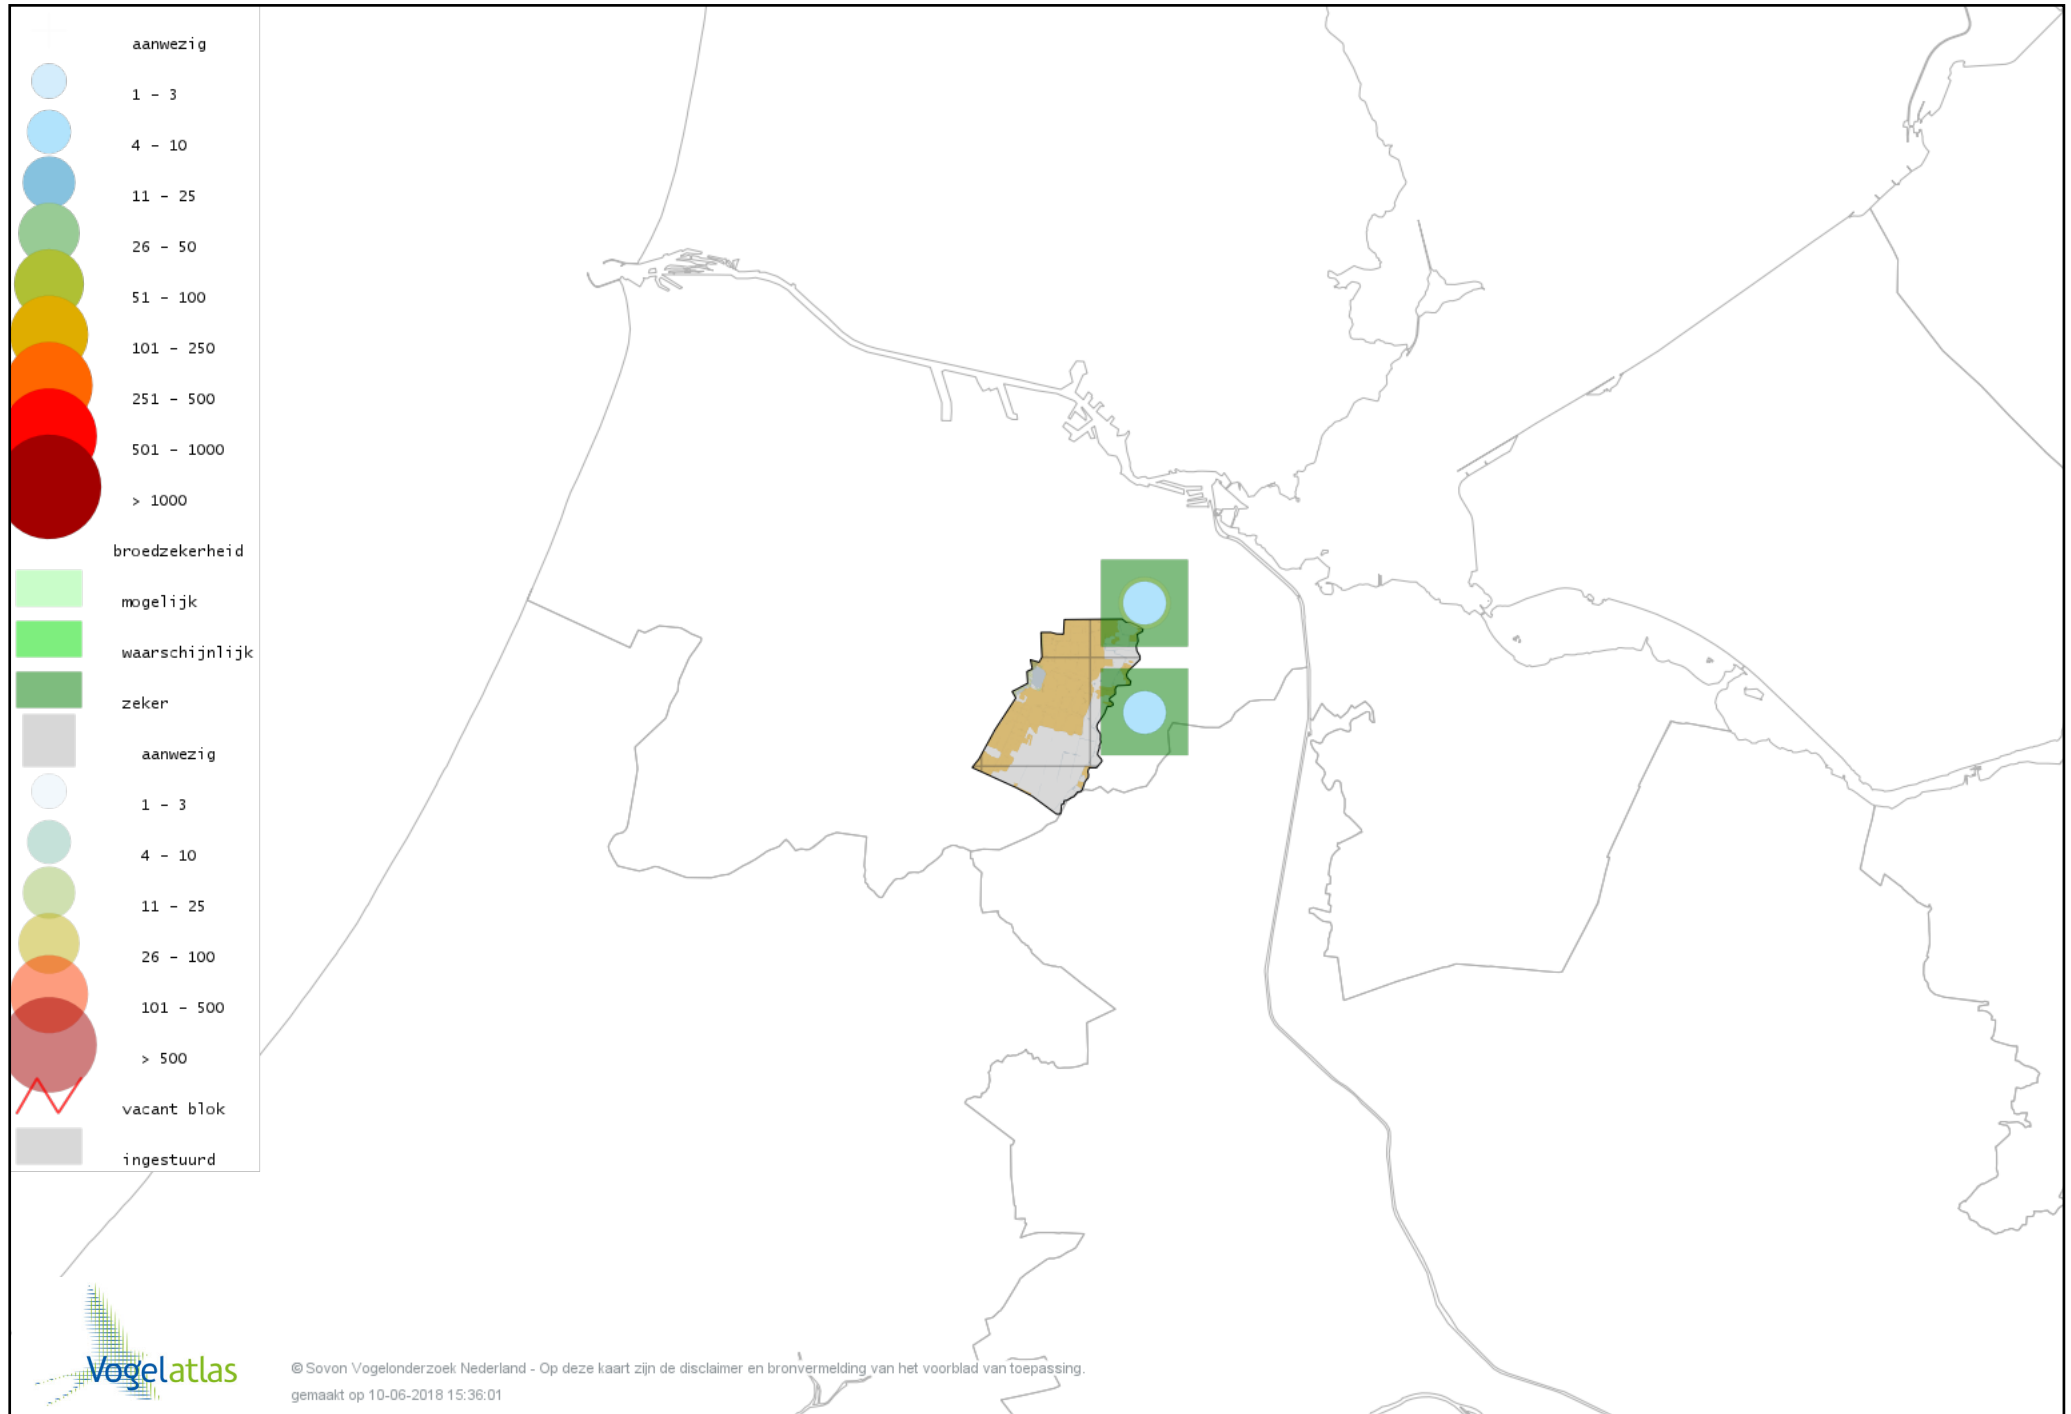 aanwezig
1 - 3
4 - 10
11 - 25
26 - 50
51 - 100
101 - 250
251 - 500
501 - 1000
> 1000
broedzekerheid
mogelijk
waarschijnlijk
zeker
aanwezig
1 - 3
4 - 10
11 - 25
26 - 100
101 - 500
> 500
vacant blok
ingestuurd
Vogelatlas
© Sovon Vogelonderzoek Nederland - Op deze kaart zijn de disclaimer en bronvermelding van het voorblad van toepassing.
gemaakt op 10-06-2018 15:36:01